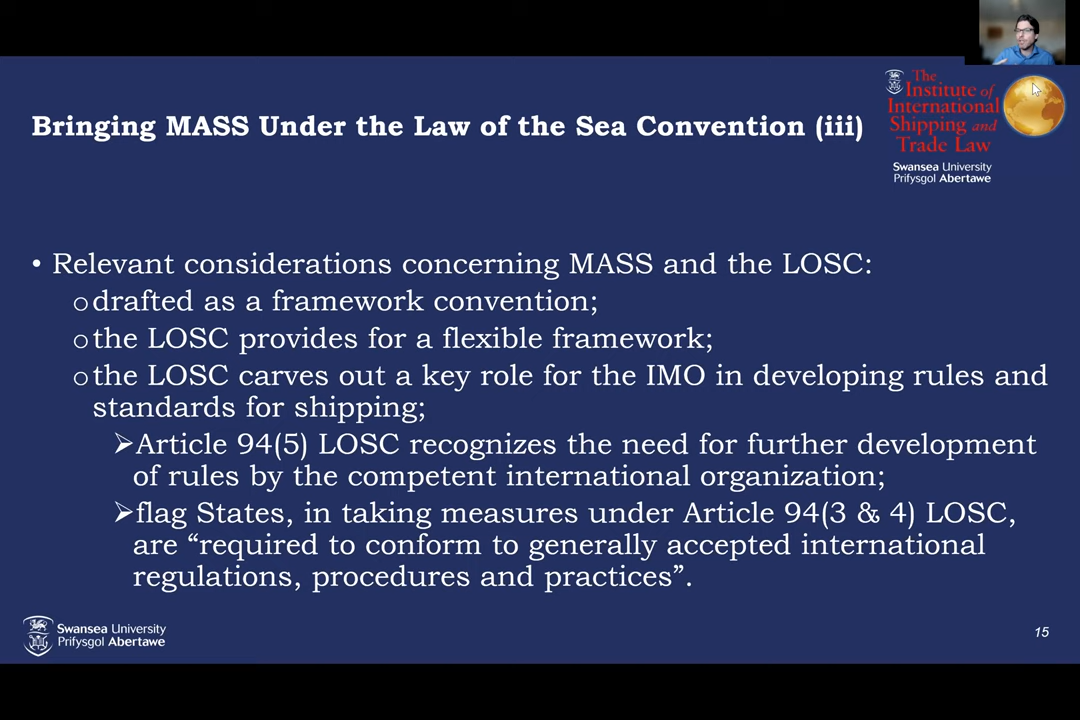 The
Institute of
International
Shipping and
Trade Law
Swansea University
Prifysgol Abertawe
Bringing MASS Under the Law of the Sea Convention (iii)
• Relevant considerations concerning MASS and the LOSC:
o drafted as a framework convention;
o the LOSC provides for a flexible framework;
o the LOSC carves out a key role for the IMO in developing rules and
standards for shipping;
➢ Article 94(5) LOSC recognizes the need for further development
of rules by the competent international organization;
➢ flag States, in taking measures under Article 94(3 & 4) LOSC,
are “required to conform to generally accepted international
regulations, procedures and practices”.
Swansea University
Prifysgol Abertawe
15